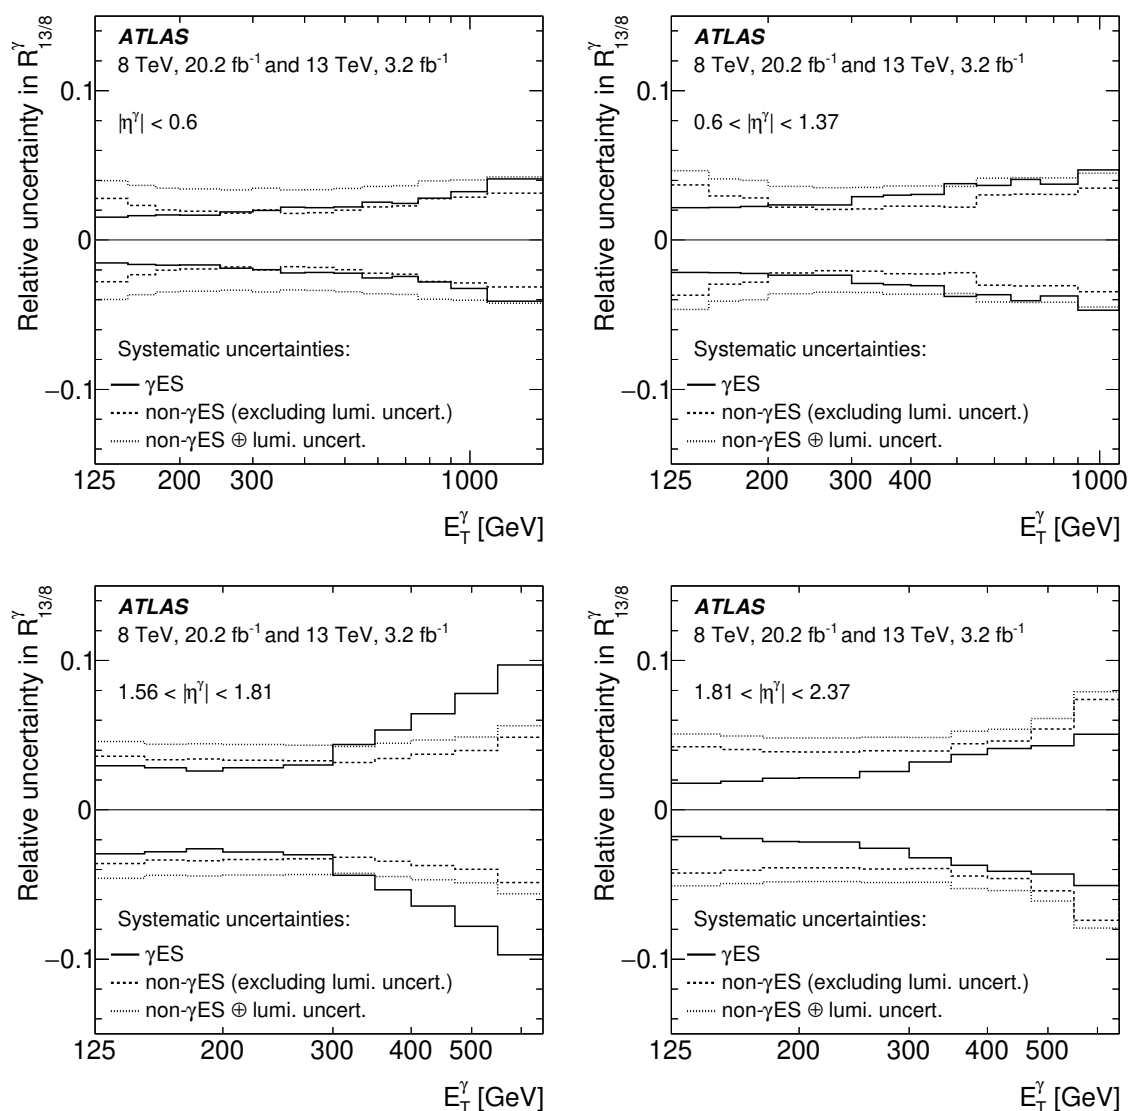 Relative uncertainty in R^γ_13/8
ATLAS
8 TeV, 20.2 fb⁻¹ and 13 TeV, 3.2 fb⁻¹
|η^γ| < 0.6
0.1
0
−0.1
Systematic uncertainties:
γES
non-γES (excluding lumi. uncert.)
non-γES ⊕ lumi. uncert.
125 200 300 1000
E_T^γ [GeV]
Relative uncertainty in R^γ_13/8
ATLAS
8 TeV, 20.2 fb⁻¹ and 13 TeV, 3.2 fb⁻¹
0.6 < |η^γ| < 1.37
0.1
0
−0.1
Systematic uncertainties:
γES
non-γES (excluding lumi. uncert.)
non-γES ⊕ lumi. uncert.
125 200 300 400 1000
E_T^γ [GeV]
Relative uncertainty in R^γ_13/8
ATLAS
8 TeV, 20.2 fb⁻¹ and 13 TeV, 3.2 fb⁻¹
1.56 < |η^γ| < 1.81
0.1
0
−0.1
Systematic uncertainties:
γES
non-γES (excluding lumi. uncert.)
non-γES ⊕ lumi. uncert.
125 200 300 400 500
E_T^γ [GeV]
Relative uncertainty in R^γ_13/8
ATLAS
8 TeV, 20.2 fb⁻¹ and 13 TeV, 3.2 fb⁻¹
1.81 < |η^γ| < 2.37
0.1
0
−0.1
Systematic uncertainties:
γES
non-γES (excluding lumi. uncert.)
non-γES ⊕ lumi. uncert.
125 200 300 400 500
E_T^γ [GeV]